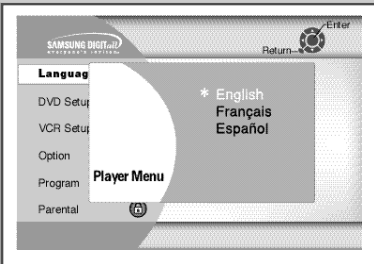 Enter
SAMSUNG DIGITall
Return
Languag
DVD Setup
VCR Setup
Option
Program
Parental
Player Menu
* English
Français
Español